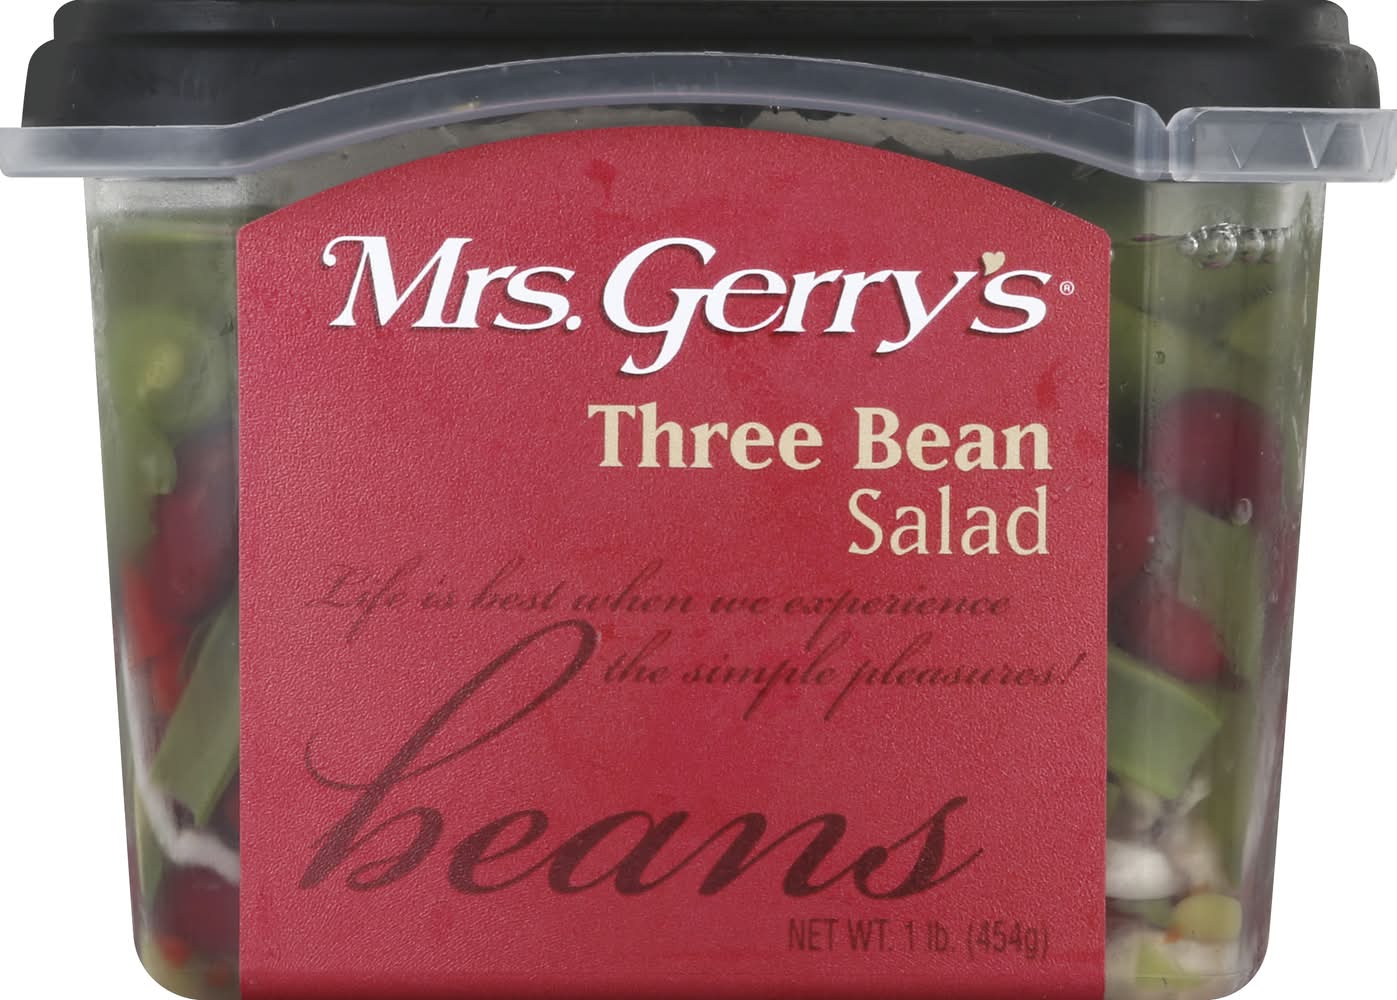 Mrs. Gerry's®
Three Bean
Salad
Life is best when we experience
the simple pleasures!
beans
NET WT. 1 lb. (454g)